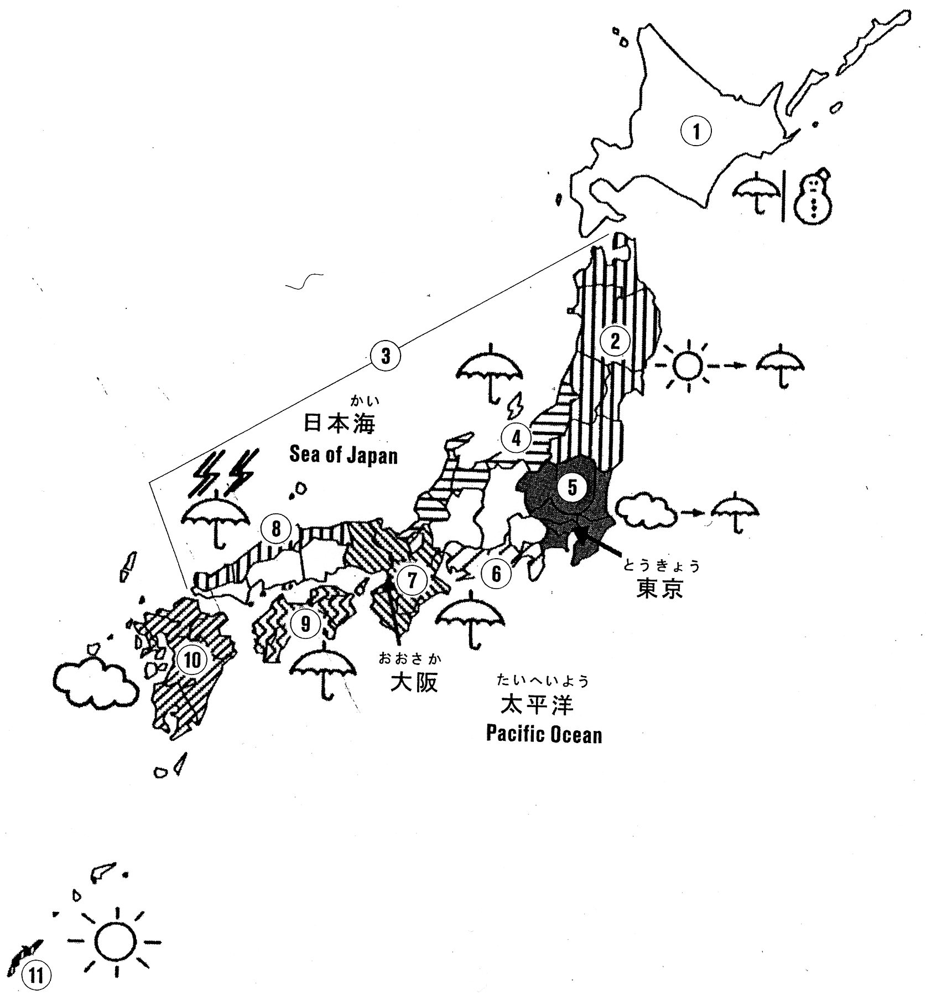 1
2
3
かい
日本海
Sea of Japan
4
5
8
とうきょう
東京
6
7
9
おおさか
大阪
10
たいへいよう
太平洋
Pacific Ocean
11